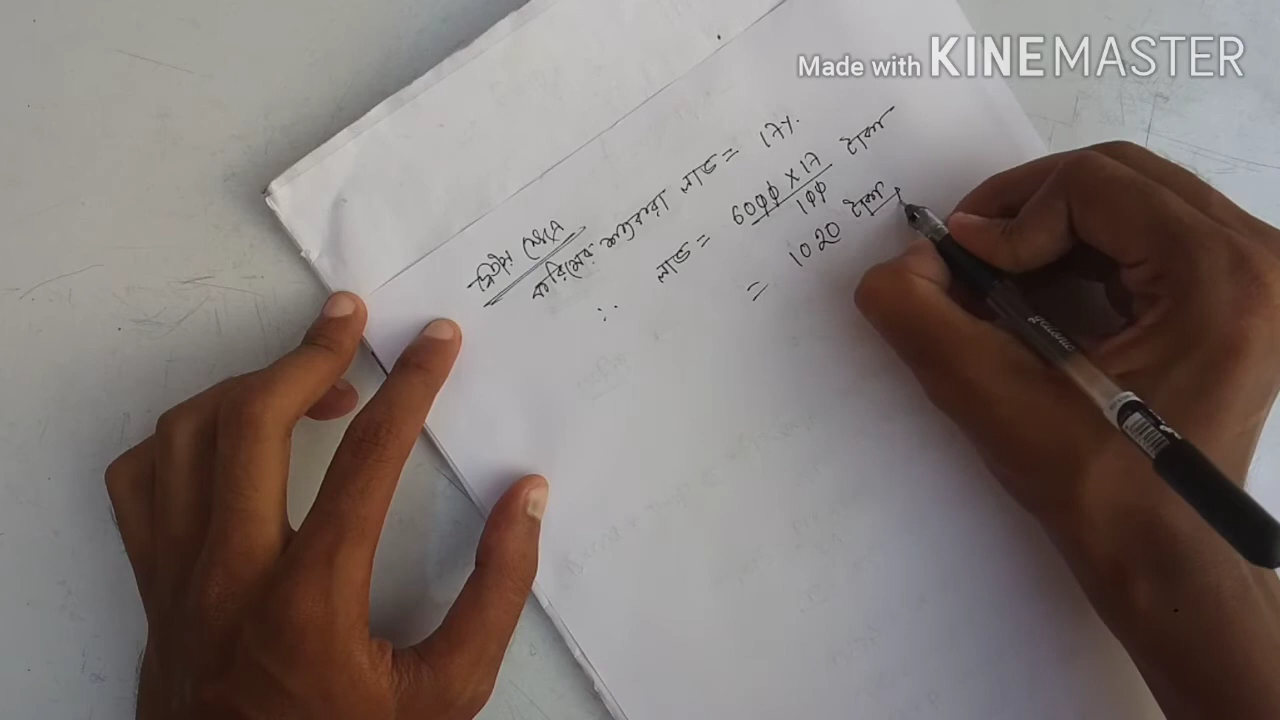 Made with KINEMASTER
দ্বিতীয় ক্ষেত্রে
করিমের শতকরা লাভ = 17%
∴ লাভ = 6000 × 17 / 100 টাকা
= 1020 টাকা